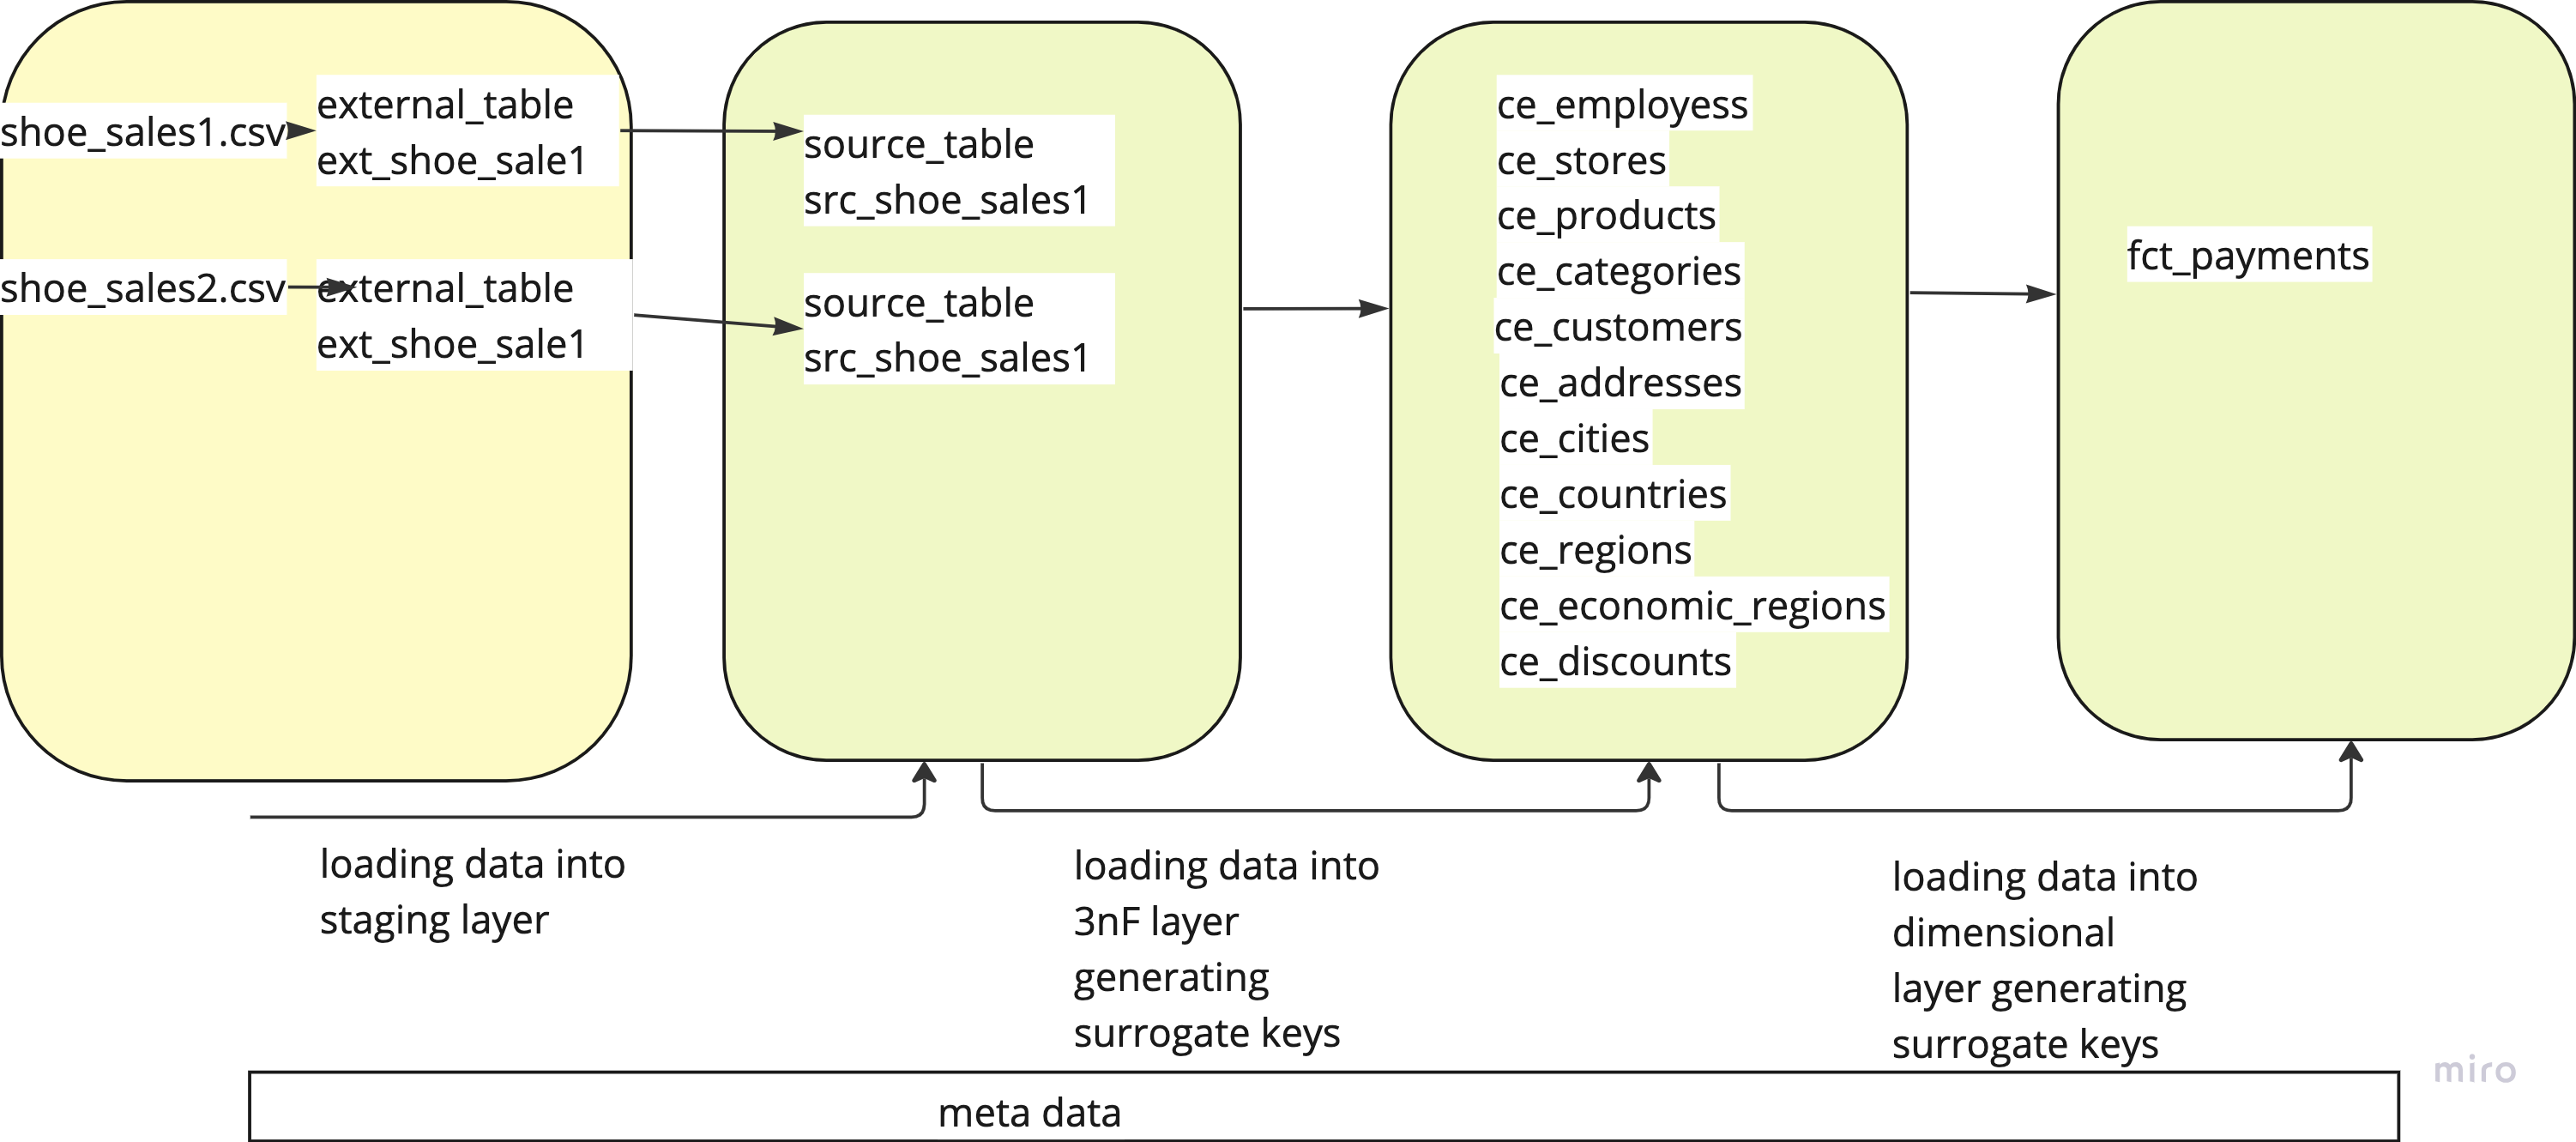 shoe_sales1.csv
external_table
ext_shoe_sale1
shoe_sales2.csv
external_table
ext_shoe_sale1
source_table
src_shoe_sales1
source_table
src_shoe_sales1
ce_employess
ce_stores
ce_products
ce_categories
ce_customers
ce_addresses
ce_cities
ce_countries
ce_regions
ce_economic_regions
ce_discounts
fct_payments
loading data into
staging layer
loading data into
3nF layer
generating
surrogate keys
loading data into
dimensional
layer generating
surrogate keys
meta data
miro